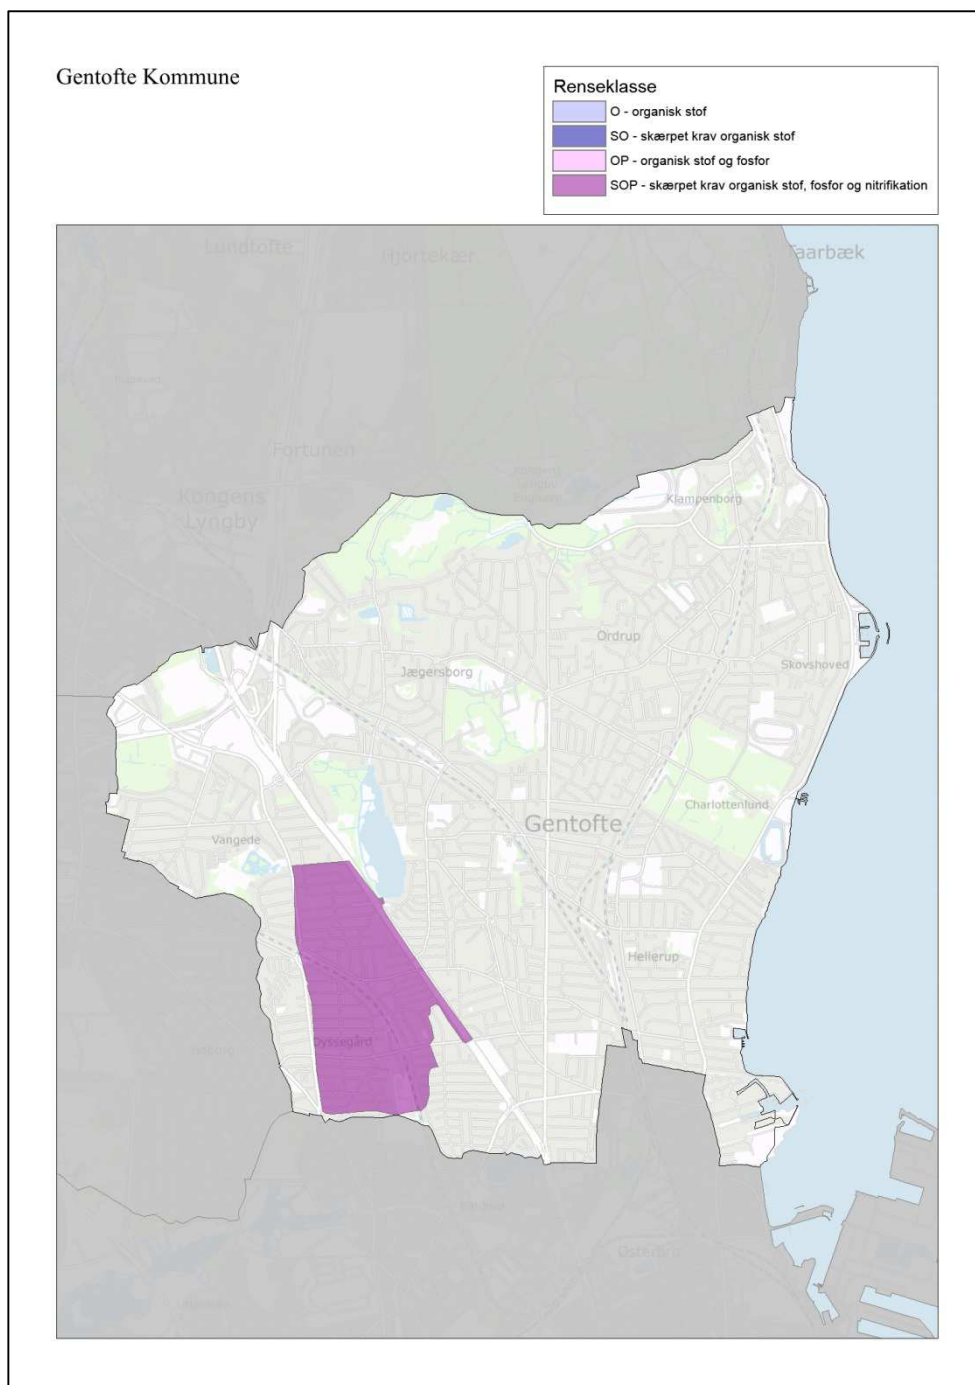 Gentofte Kommune
Renseklasse
O - organisk stof
SO - skærpet krav organisk stof
OP - organisk stof og fosfor
SOP - skærpet krav organisk stof, fosfor og nitrifikation
Lundtofte
Hjortekær
Taarbæk
Fortunen
Kongens
Lyngby
Klampenborg
Ordrup
Skovshoved
Jægersborg
Charlottenlund
Gentofte
Vangede
Hellerup
Dyssegård
Østerbro